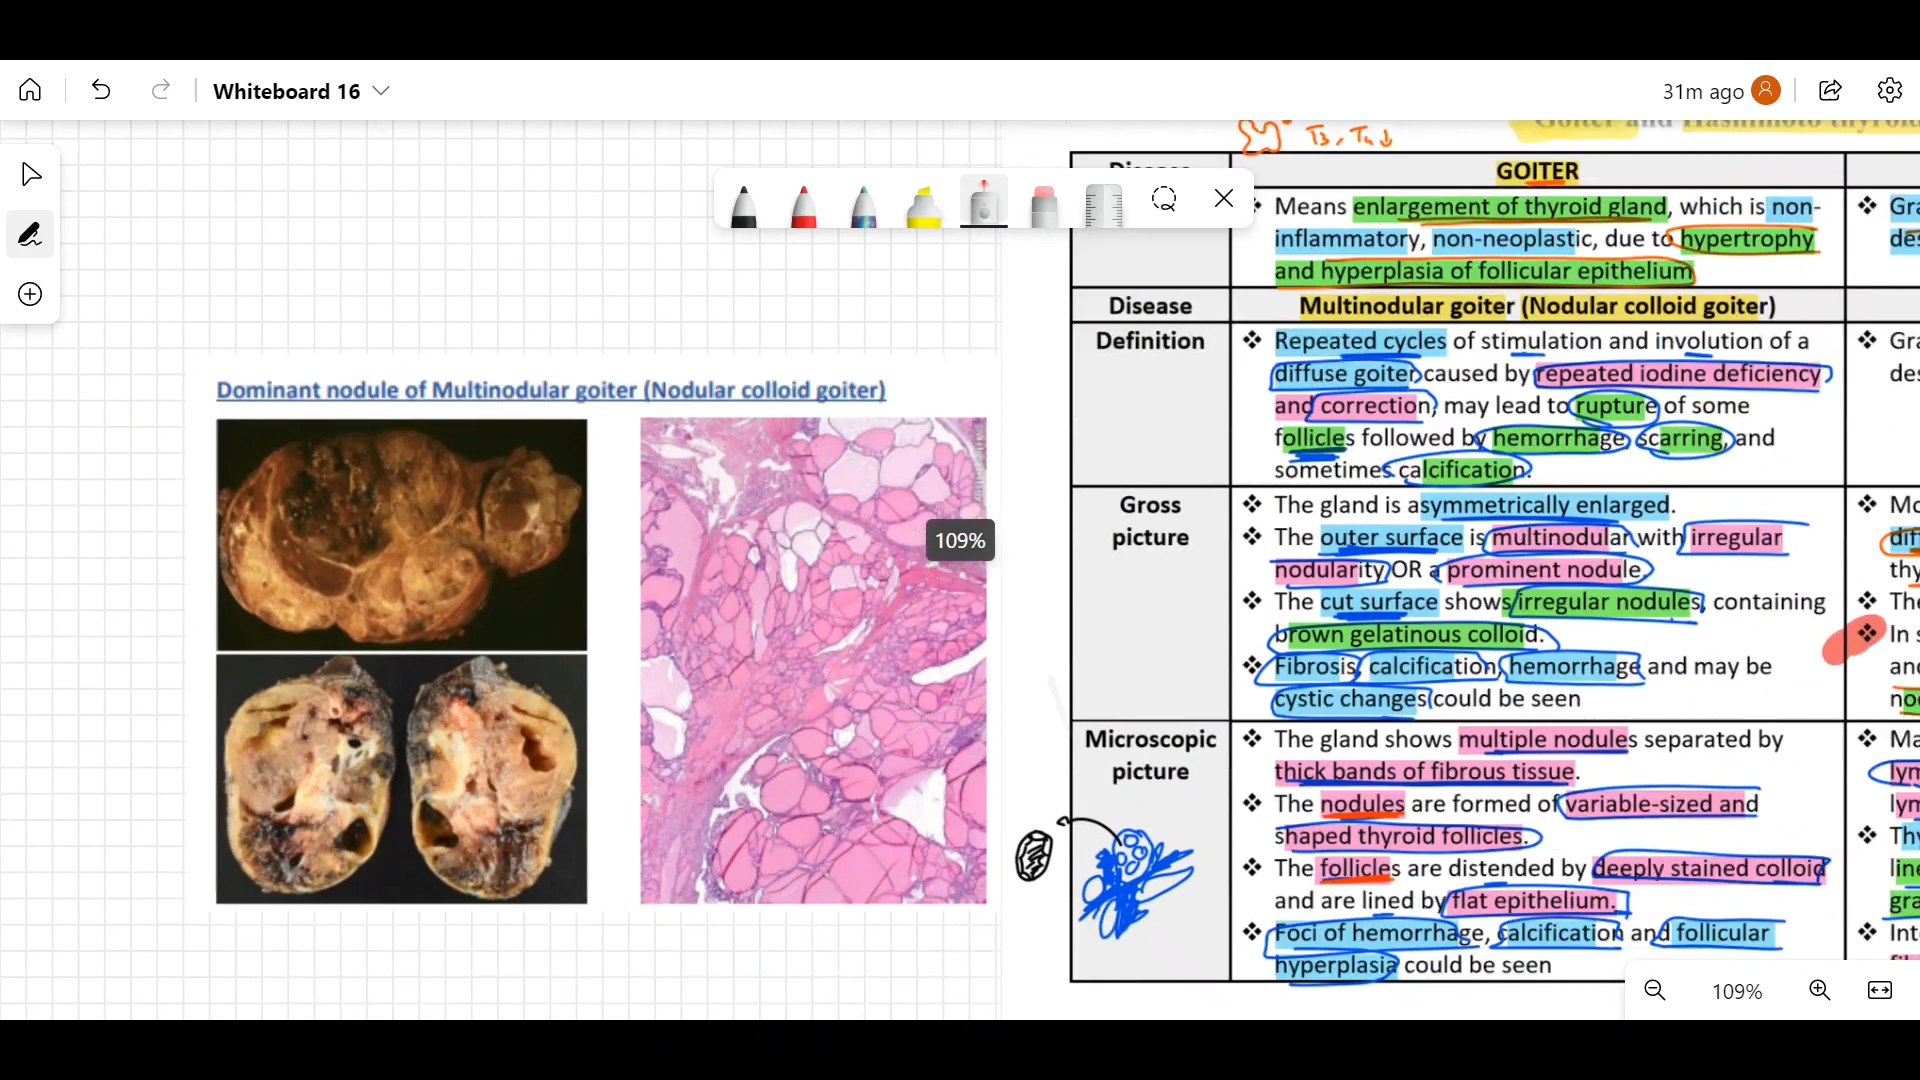 Whiteboard 16
31m ago
T3, T4↓
Goiter and Hashimoto thyroid
GOITER
Means enlargement of thyroid gland, which is non-
inflammatory, non-neoplastic, due to hypertrophy
and hyperplasia of follicular epithelium
Disease
Multinodular goiter (Nodular colloid goiter)
Definition
Repeated cycles of stimulation and involution of a
diffuse goiter caused by repeated iodine deficiency
and correction, may lead to rupture of some
follicles followed by hemorrhage, scarring, and
sometimes calcification.
Dominant nodule of Multinodular goiter (Nodular colloid goiter)
109%
Gross
picture
The gland is asymmetrically enlarged.
The outer surface is multinodular with irregular
nodularity OR a prominent nodule.
The cut surface shows irregular nodules, containing
brown gelatinous colloid.
Fibrosis, calcification, hemorrhage and may be
cystic changes could be seen
Microscopic
picture
The gland shows multiple nodules separated by
thick bands of fibrous tissue.
The nodules are formed of variable-sized and
shaped thyroid follicles.
The follicles are distended by deeply stained colloid
and are lined by flat epithelium.
Foci of hemorrhage, calcification and follicular
hyperplasia could be seen
109%